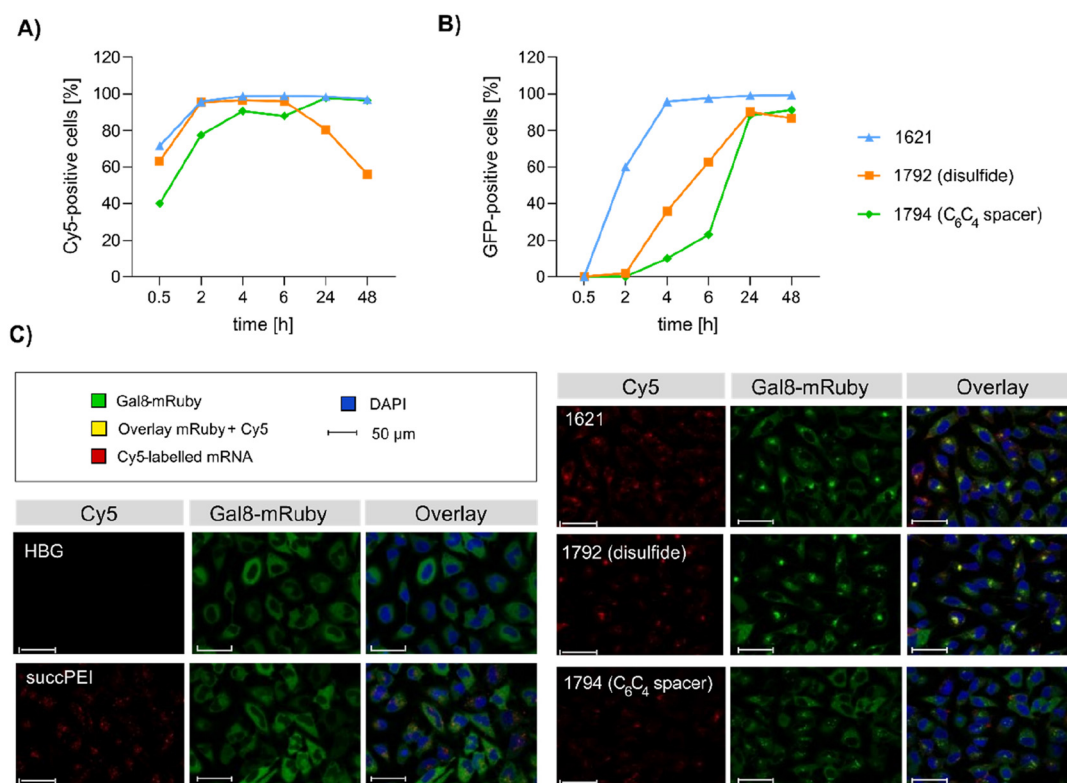 A)
120
100
80
60
40
20
0
Cy5-positive cells [%]
0.5 2 4 6 24 48
time [h]
B)
120
100
80
60
40
20
0
GFP-positive cells [%]
0.5 2 4 6 24 48
time [h]
1621
1792 (disulfide)
1794 (C₆C₄ spacer)
C)
Gal8-mRuby
Overlay mRuby + Cy5
Cy5-labelled mRNA
DAPI
50 µm
Cy5 Gal8-mRuby Overlay
HBG
succPEI
Cy5 Gal8-mRuby Overlay
1621
1792 (disulfide)
1794 (C₆C₄ spacer)